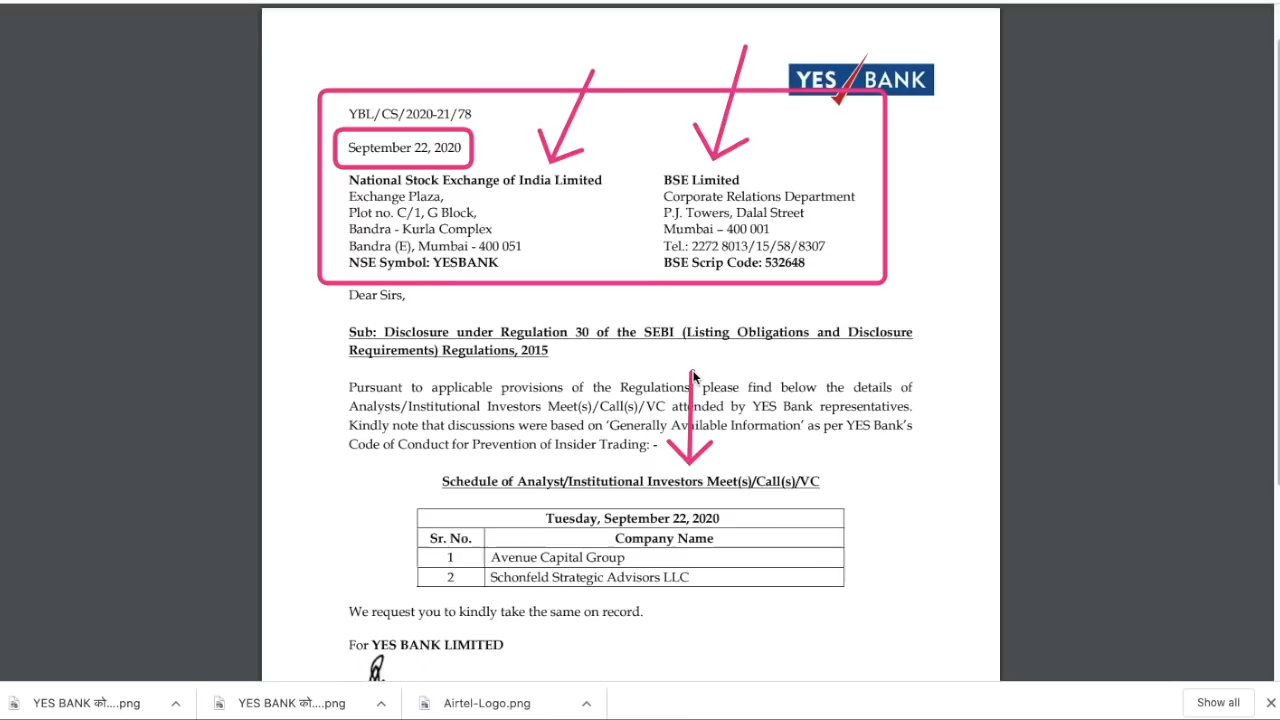 YES BANK
YBL/CS/2020-21/78
September 22, 2020
National Stock Exchange of India Limited
Exchange Plaza,
Plot no. C/1, G Block,
Bandra - Kurla Complex
Bandra (E), Mumbai - 400 051
NSE Symbol: YESBANK
BSE Limited
Corporate Relations Department
P.J. Towers, Dalal Street
Mumbai – 400 001
Tel.: 2272 8013/15/58/8307
BSE Scrip Code: 532648
Dear Sirs,
Sub: Disclosure under Regulation 30 of the SEBI (Listing Obligations and Disclosure
Requirements) Regulations, 2015
Pursuant to applicable provisions of the Regulations, please find below the details of
Analysts/Institutional Investors Meet(s)/Call(s)/VC attended by YES Bank representatives.
Kindly note that discussions were based on ‘Generally Available Information’ as per YES Bank’s
Code of Conduct for Prevention of Insider Trading: -
Schedule of Analyst/Institutional Investors Meet(s)/Call(s)/VC
Tuesday, September 22, 2020
Sr. No. Company Name
1 Avenue Capital Group
2 Schonfeld Strategic Advisors LLC
We request you to kindly take the same on record.
For YES BANK LIMITED
YES BANK को....png
YES BANK को....png
Airtel-Logo.png
Show all